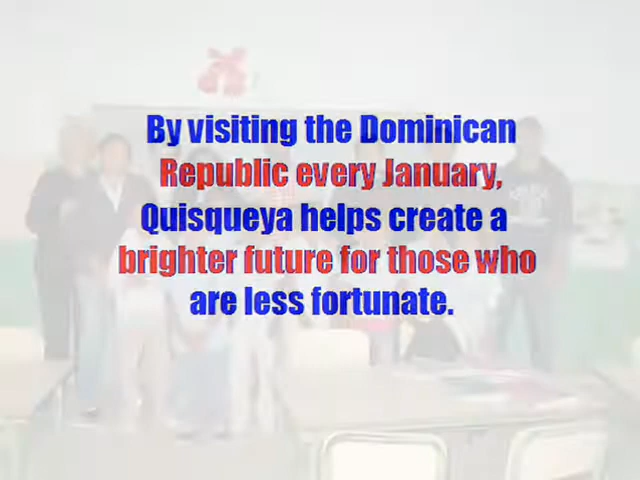 By visiting the Dominican
Republic every January,
Quisqueya helps create a
brighter future for those who
are less fortunate.